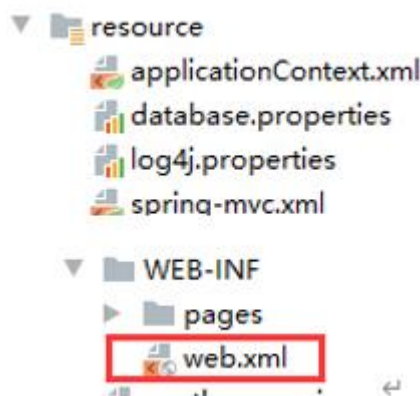 resource
applicationContext.xml
database.properties
log4j.properties
spring-mvc.xml
WEB-INF
pages
web.xml